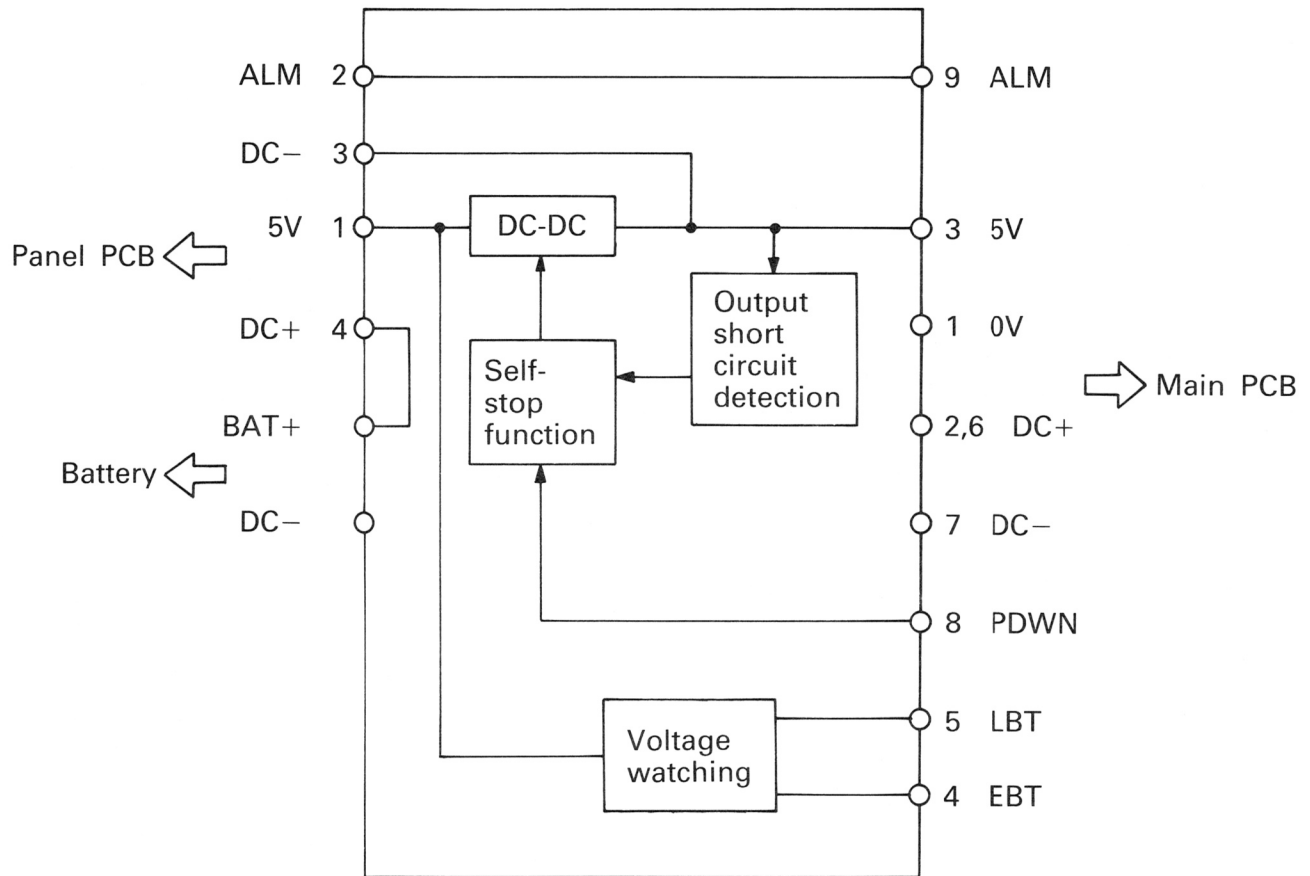 ALM 2
9 ALM
DC− 3
5V 1
DC-DC
3 5V
Panel PCB
Output
short
circuit
detection
DC+ 4
1 0V
Self-
stop
function
Main PCB
BAT+
2,6 DC+
Battery
DC−
7 DC−
8 PDWN
Voltage
watching
5 LBT
4 EBT